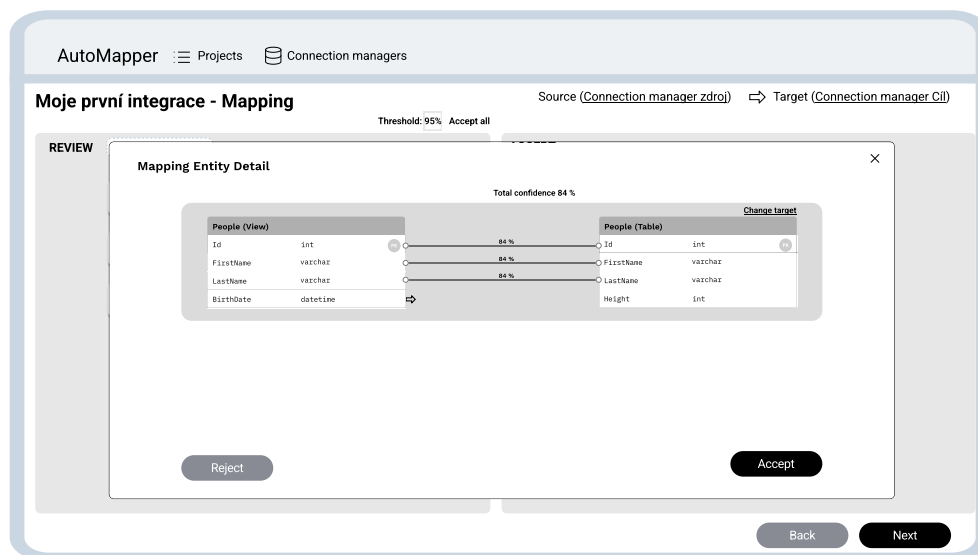 AutoMapper Projects Connection managers
Moje první integrace - Mapping
Source (Connection manager zdroj) Target (Connection manager Cíl)
Threshold: 95% Accept all
REVIEW
Mapping Entity Detail
Total confidence 84 %
Change target
People (View)
Id int
FirstName varchar
LastName varchar
BirthDate datetime
84 %
84 %
84 %
People (Table)
Id int
FirstName varchar
LastName varchar
Height int
Reject
Accept
Back
Next